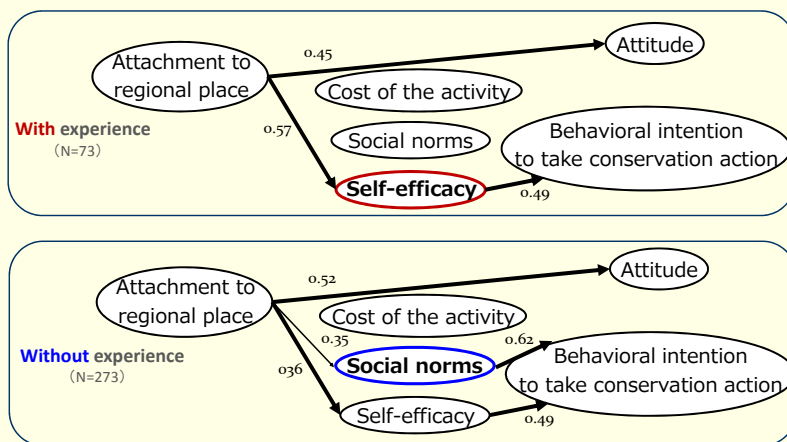 0.45
Attitude
Attachment to
regional place
Cost of the activity
With experience
(N=73)
0.57
Social norms
Behavioral intention
to take conservation action
Self-efficacy
0.49
0.52
Attitude
Attachment to
regional place
Cost of the activity
0.35
0.62
Without experience
(N=273)
Social norms
Behavioral intention
to take conservation action
036
Self-efficacy
0.49